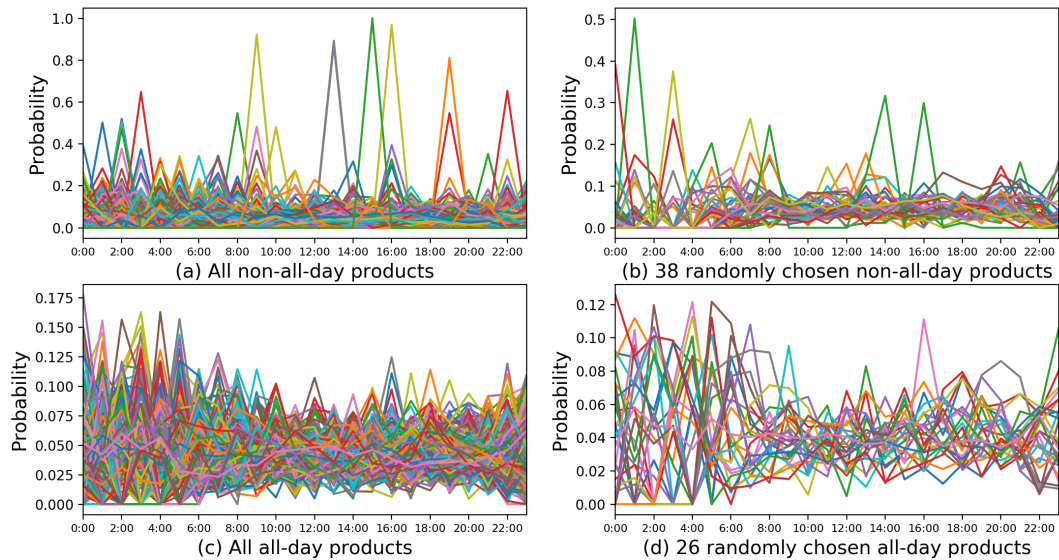 1.0
0.8
0.6
0.4
0.2
0.0
Probability
0:00 2:00 4:00 6:00 8:00 10:00 12:00 14:00 16:00 18:00 20:00 22:00
(a) All non-all-day products
0.5
0.4
0.3
0.2
0.1
0.0
Probability
0:00 2:00 4:00 6:00 8:00 10:00 12:00 14:00 16:00 18:00 20:00 22:00
(b) 38 randomly chosen non-all-day products
0.175
0.150
0.125
0.100
0.075
0.050
0.025
0.000
Probability
0:00 2:00 4:00 6:00 8:00 10:00 12:00 14:00 16:00 18:00 20:00 22:00
(c) All all-day products
0.12
0.10
0.08
0.06
0.04
0.02
0.00
Probability
0:00 2:00 4:00 6:00 8:00 10:00 12:00 14:00 16:00 18:00 20:00 22:00
(d) 26 randomly chosen all-day products